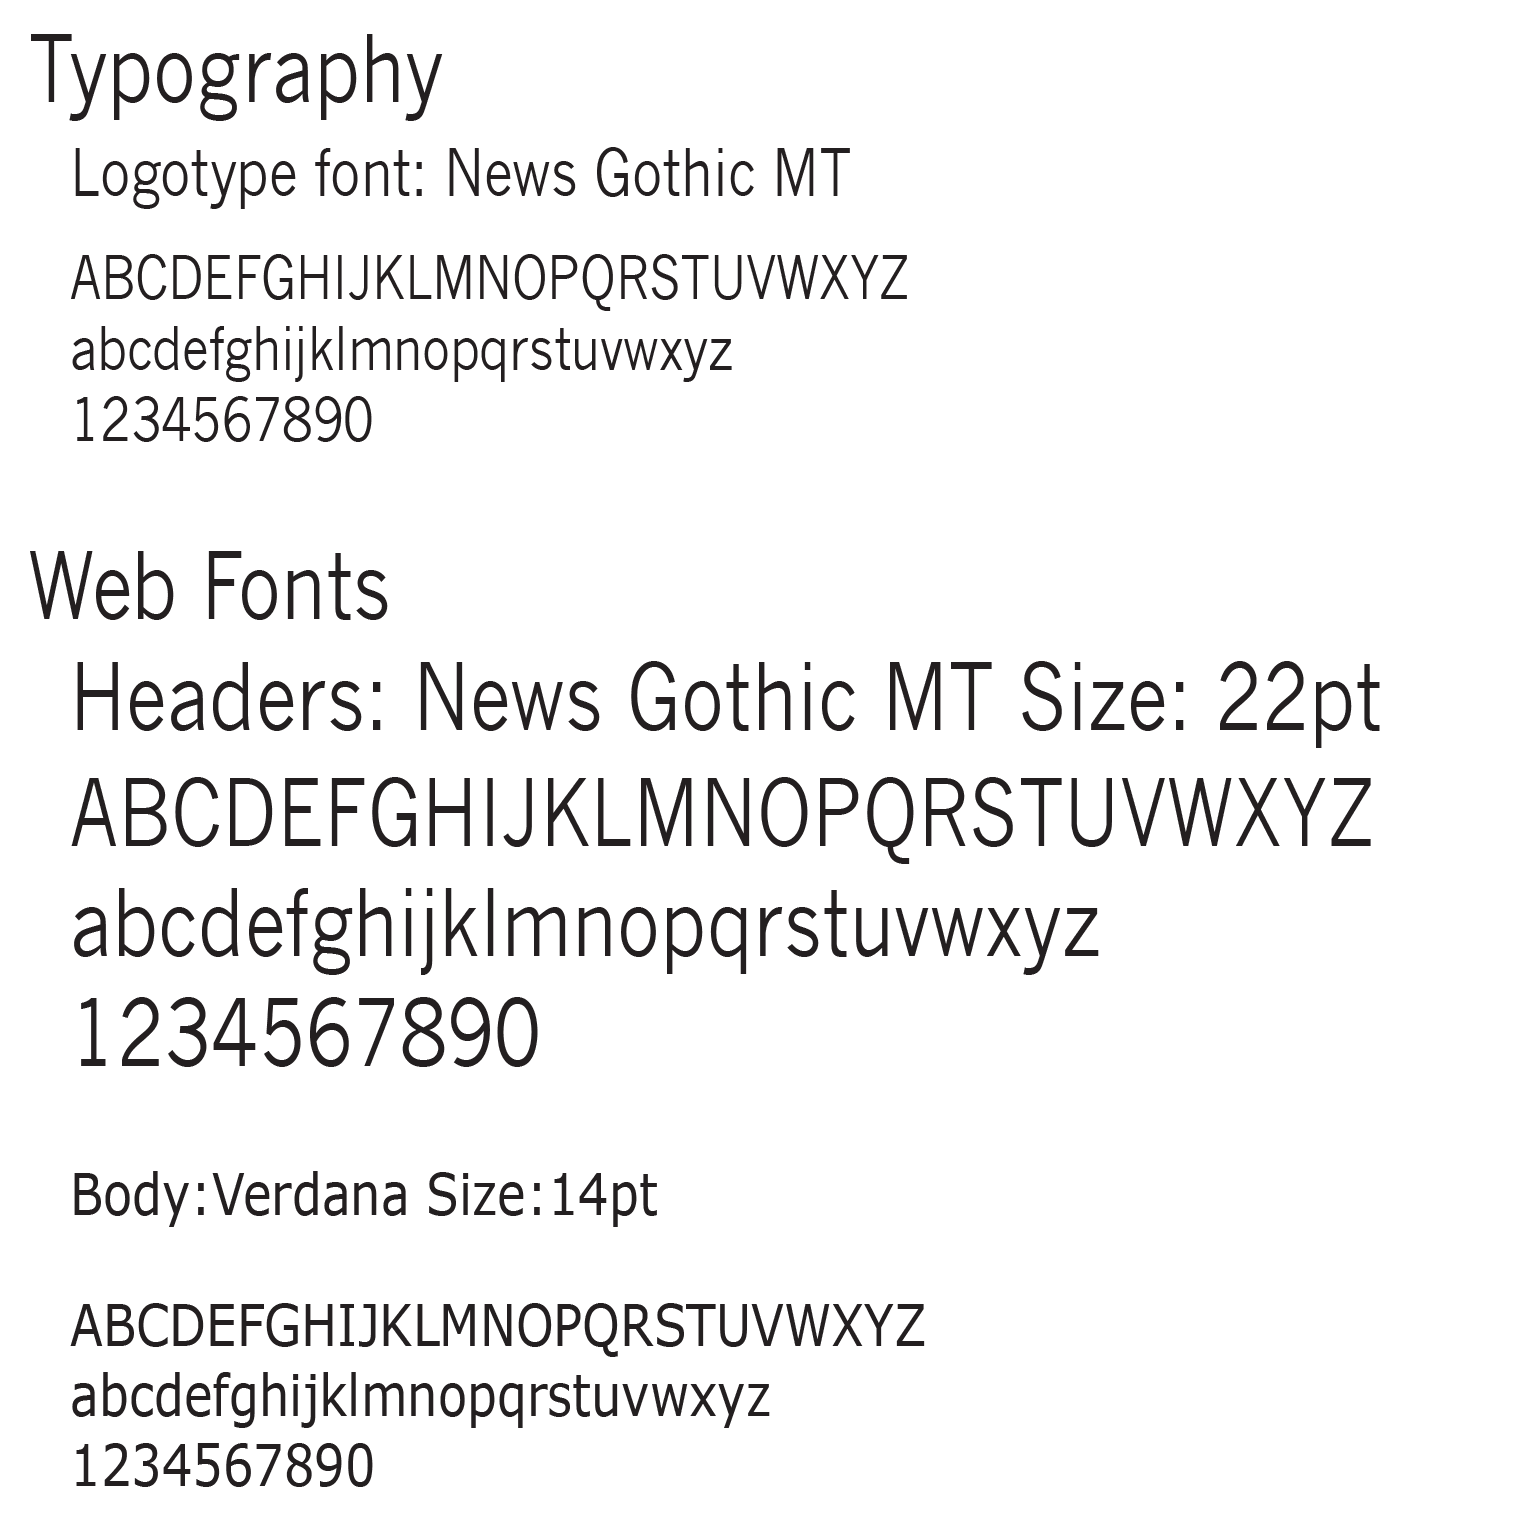 Typography
Logotype font: News Gothic MT
ABCDEFGHIJKLMNOPQRSTUVWXYZ
abcdefghijklmnopqrstuvwxyz
1234567890
Web Fonts
Headers: News Gothic MT Size: 22pt
ABCDEFGHIJKLMNOPQRSTUVWXYZ
abcdefghijklmnopqrstuvwxyz
1234567890
Body:Verdana Size:14pt
ABCDEFGHIJKLMNOPQRSTUVWXYZ
abcdefghijklmnopqrstuvwxyz
1234567890